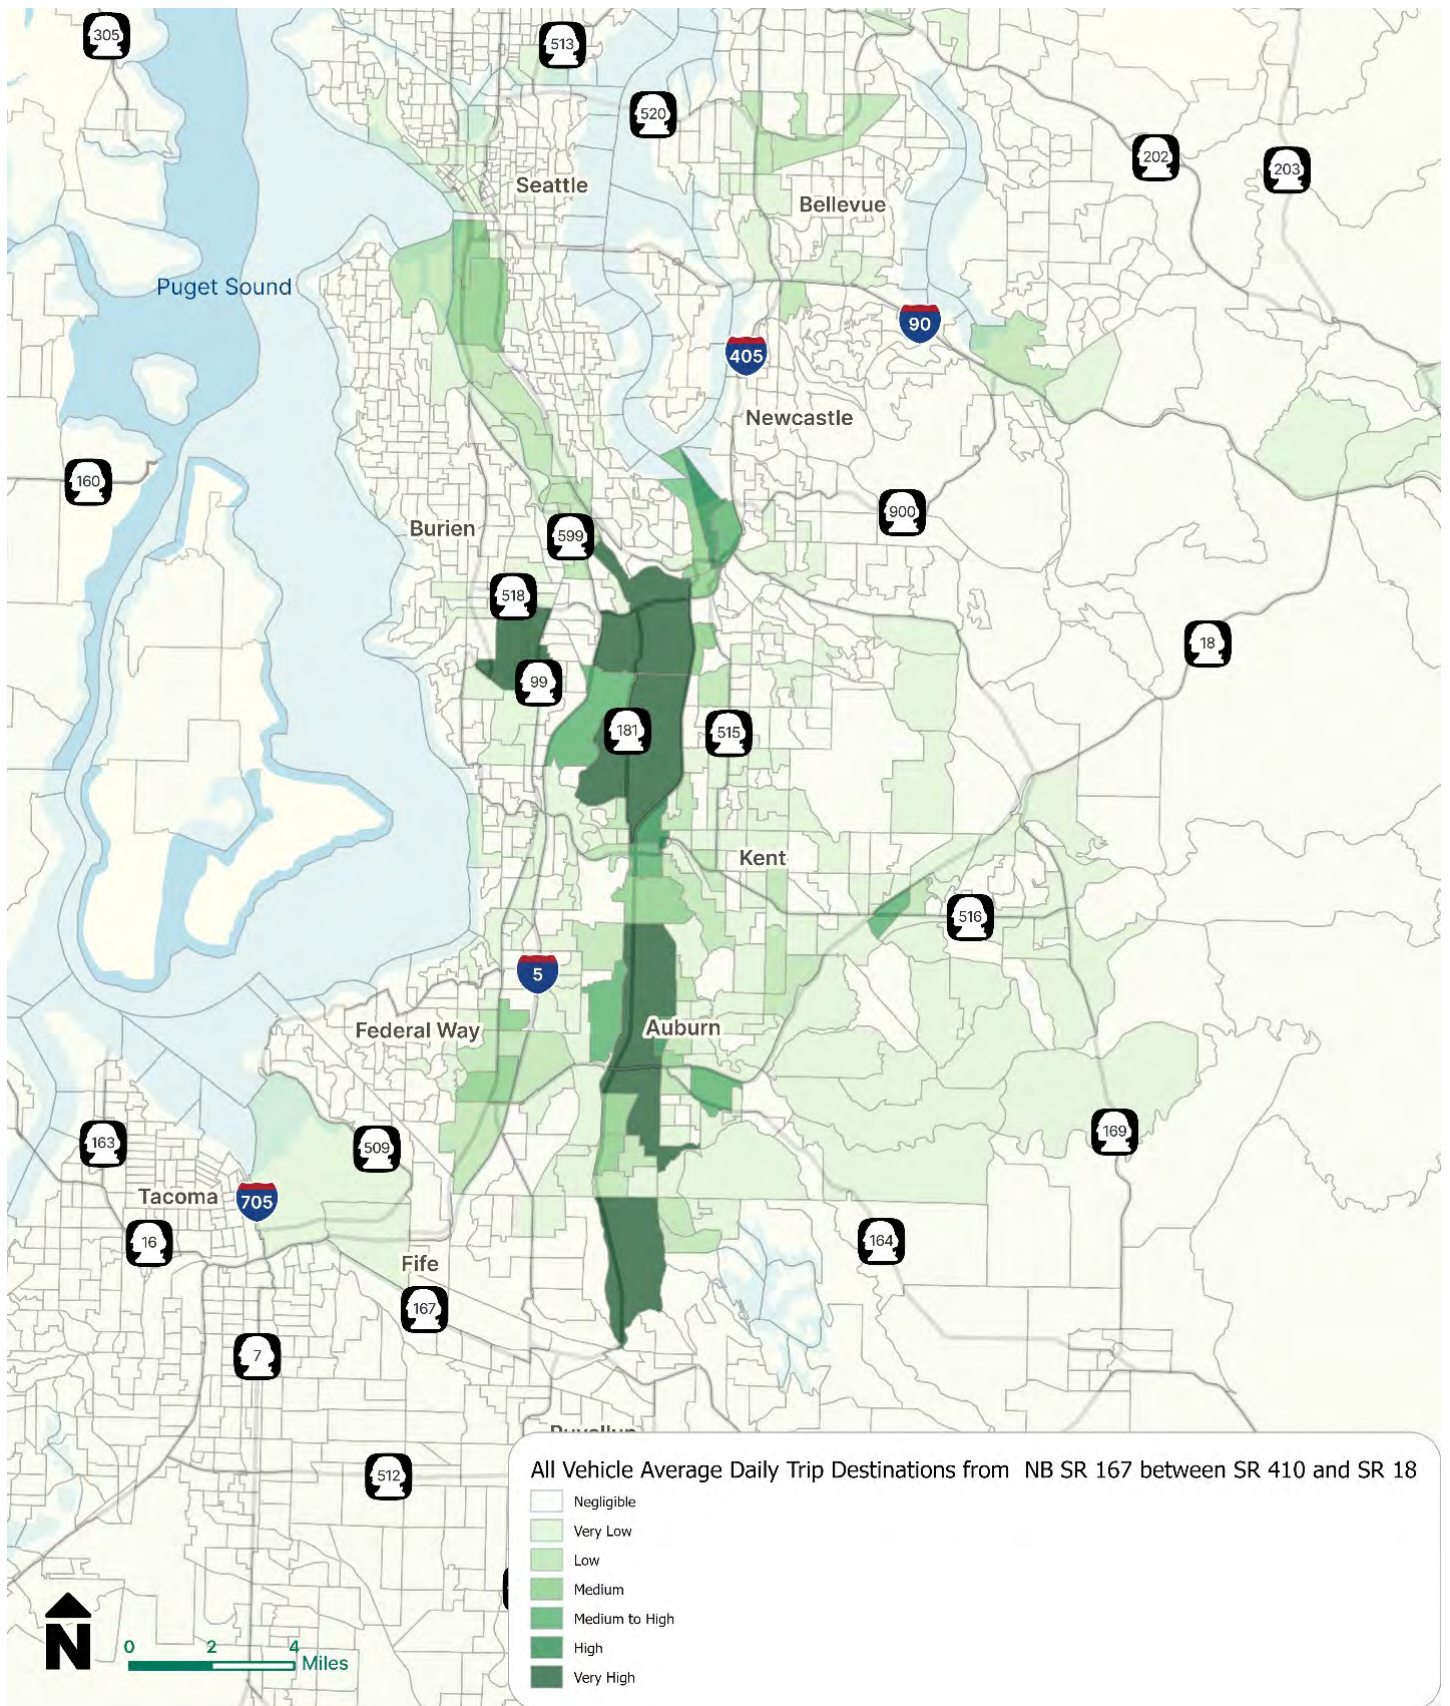 305
513
520
202
203
Seattle
Bellevue
Puget Sound
90
405
Newcastle
160
900
Burien
599
518
18
99
181
515
Kent
516
5
Federal Way
Auburn
163
509
169
Tacoma
705
16
164
Fife
167
7
Puyallup
512
All Vehicle Average Daily Trip Destinations from NB SR 167 between SR 410 and SR 18
Negligible
Very Low
Low
Medium
Medium to High
High
Very High
N
0 2 4
Miles